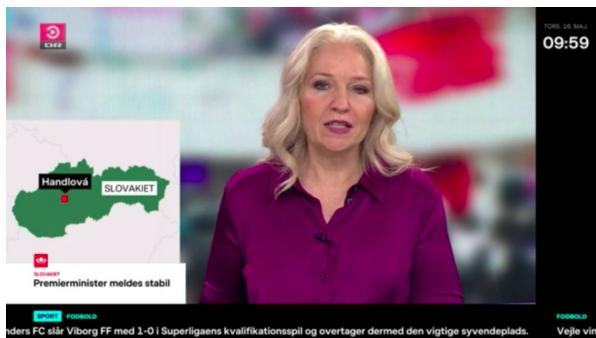 DR
TORS. 16. MAJ
09:59
Handlová
SLOVAKIET
SLOVAKIET
Premierminister meldes stabil
SPORT FODBOLD
nders FC slår Viborg FF med 1-0 i Superligaens kvalifikationsspil og overtager dermed den vigtige syvendeplads.
FODBOLD
Vejle vin